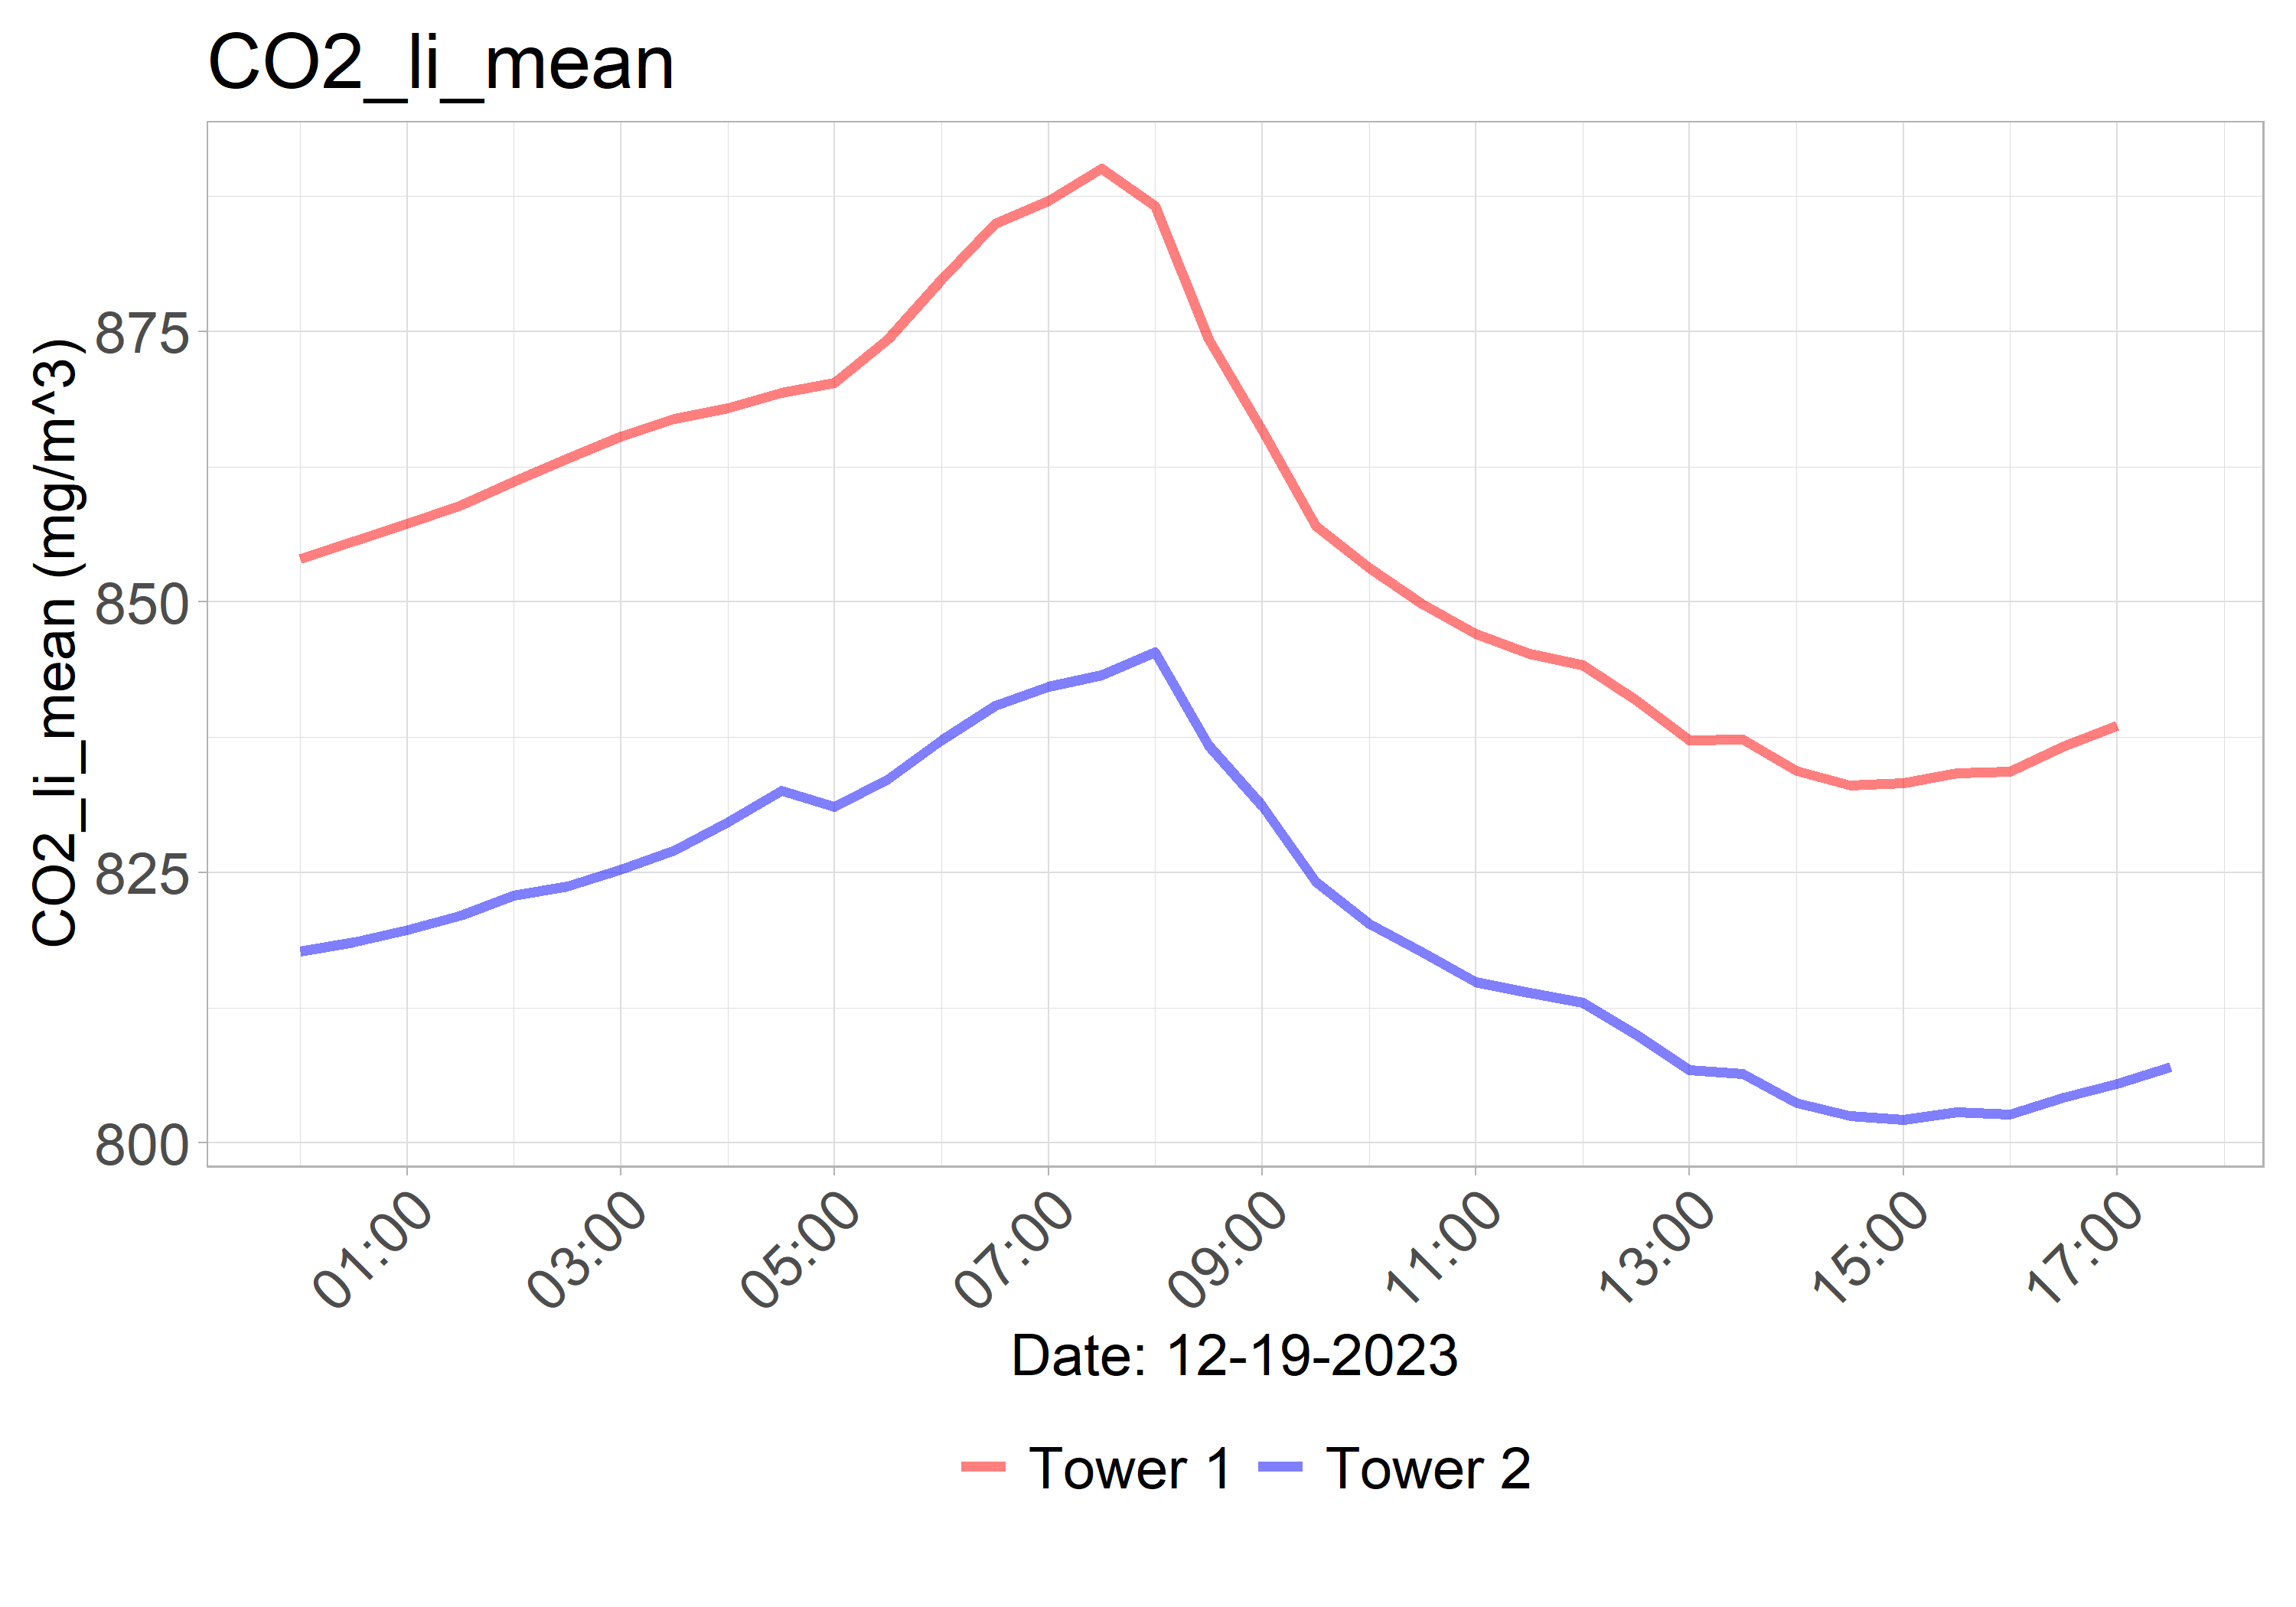 CO2_li_mean
CO2_li_mean (mg/m^3)
875
850
825
800
01:00
03:00
05:00
07:00
09:00
11:00
13:00
15:00
17:00
Date: 12-19-2023
Tower 1
Tower 2